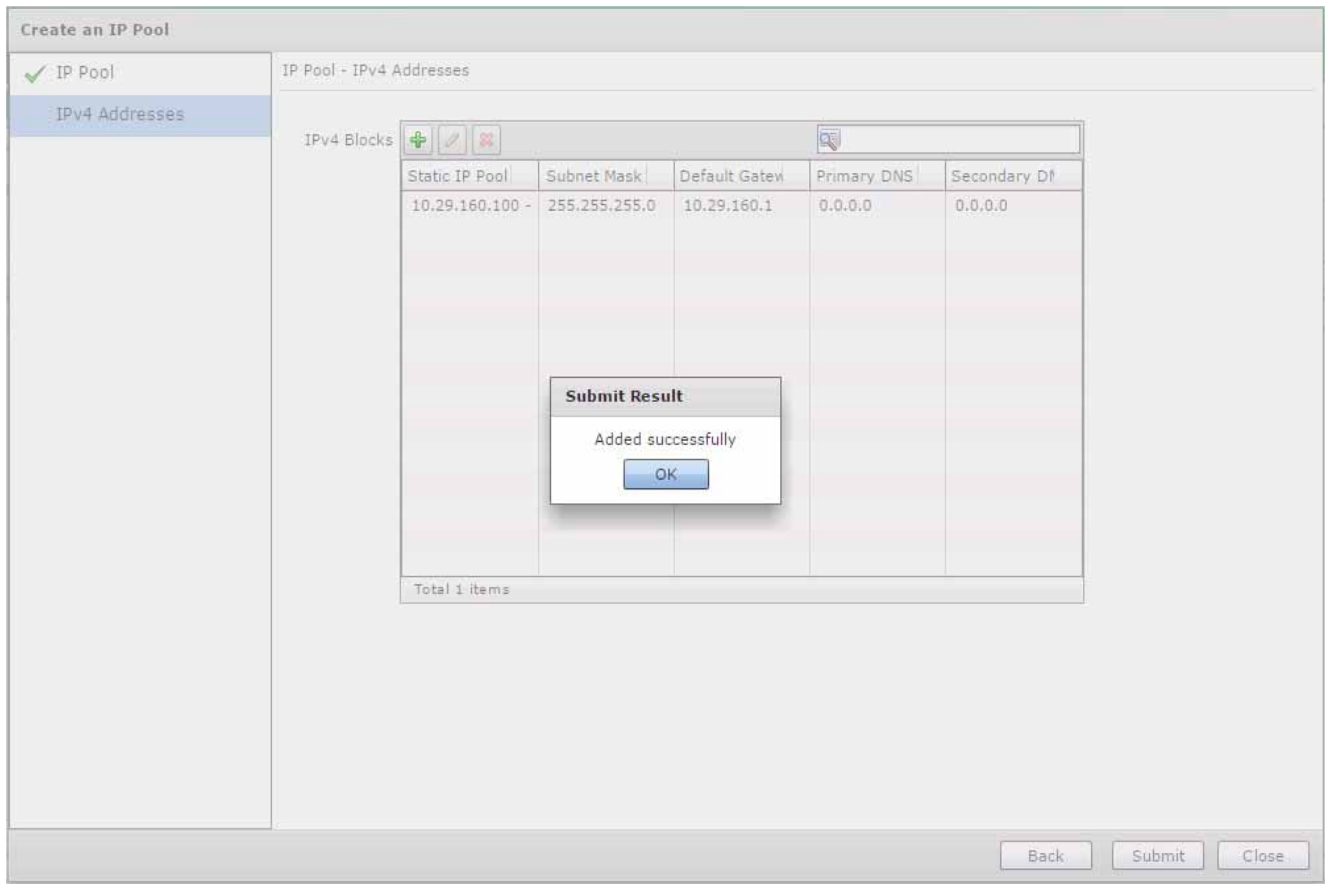 Create an IP Pool
IP Pool
IPv4 Addresses
IP Pool - IPv4 Addresses
IPv4 Blocks
Static IP Pool Subnet Mask Default Gatew Primary DNS Secondary DN
10.29.160.100 - 255.255.255.0 10.29.160.1 0.0.0.0 0.0.0.0
Submit Result
Added successfully
OK
Total 1 items
Back Submit Close